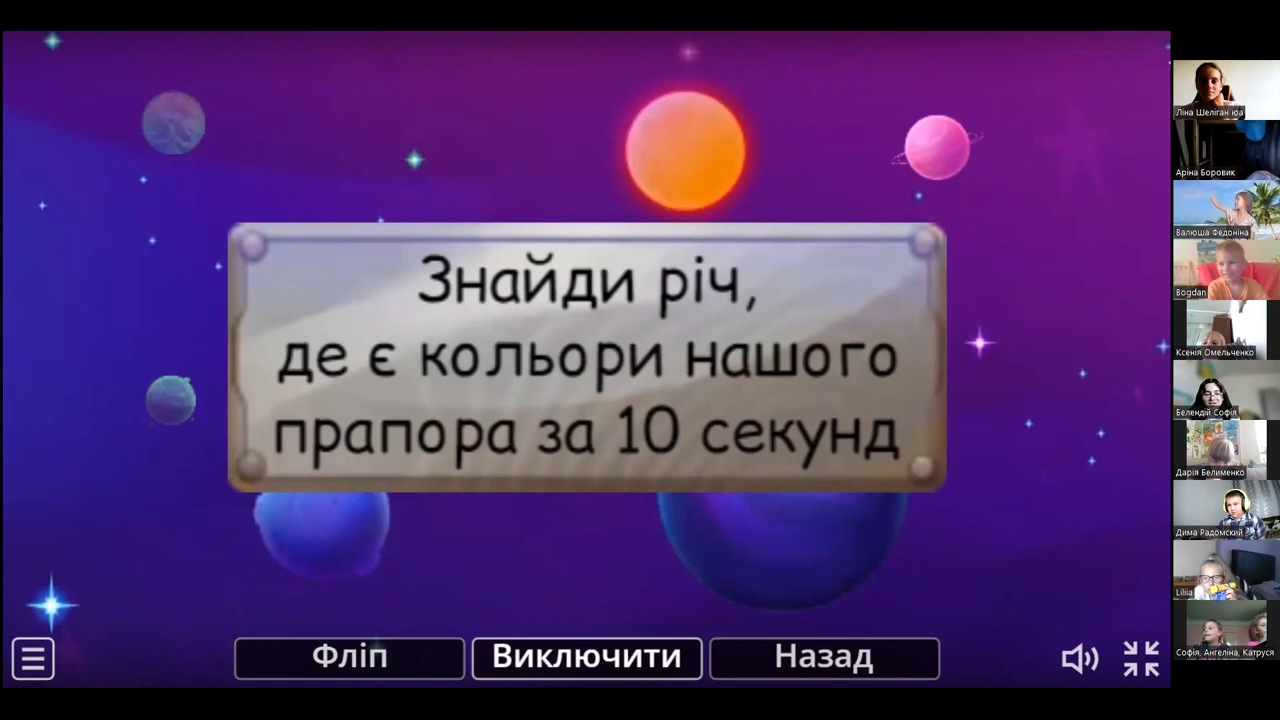 Знайди річ,
де є кольори нашого
прапора за 10 секунд
Фліп
Виключити
Назад
Ліна Шеліган юа
Аріна Боровик
Валюша Федоніна
Bogdan
Ксенія Омельченко
Белендій Софія
Дарія Белименко
Дима Радомский
Liliia
Софія, Ангеліна, Катруся